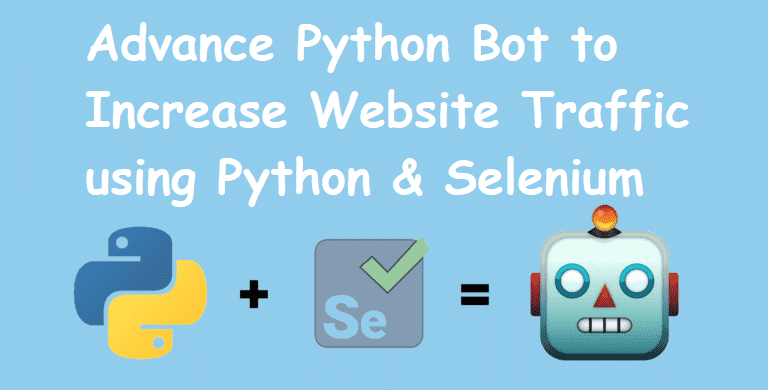 Advance Python Bot to
Increase Website Traffic
using Python & Selenium
+ Se =